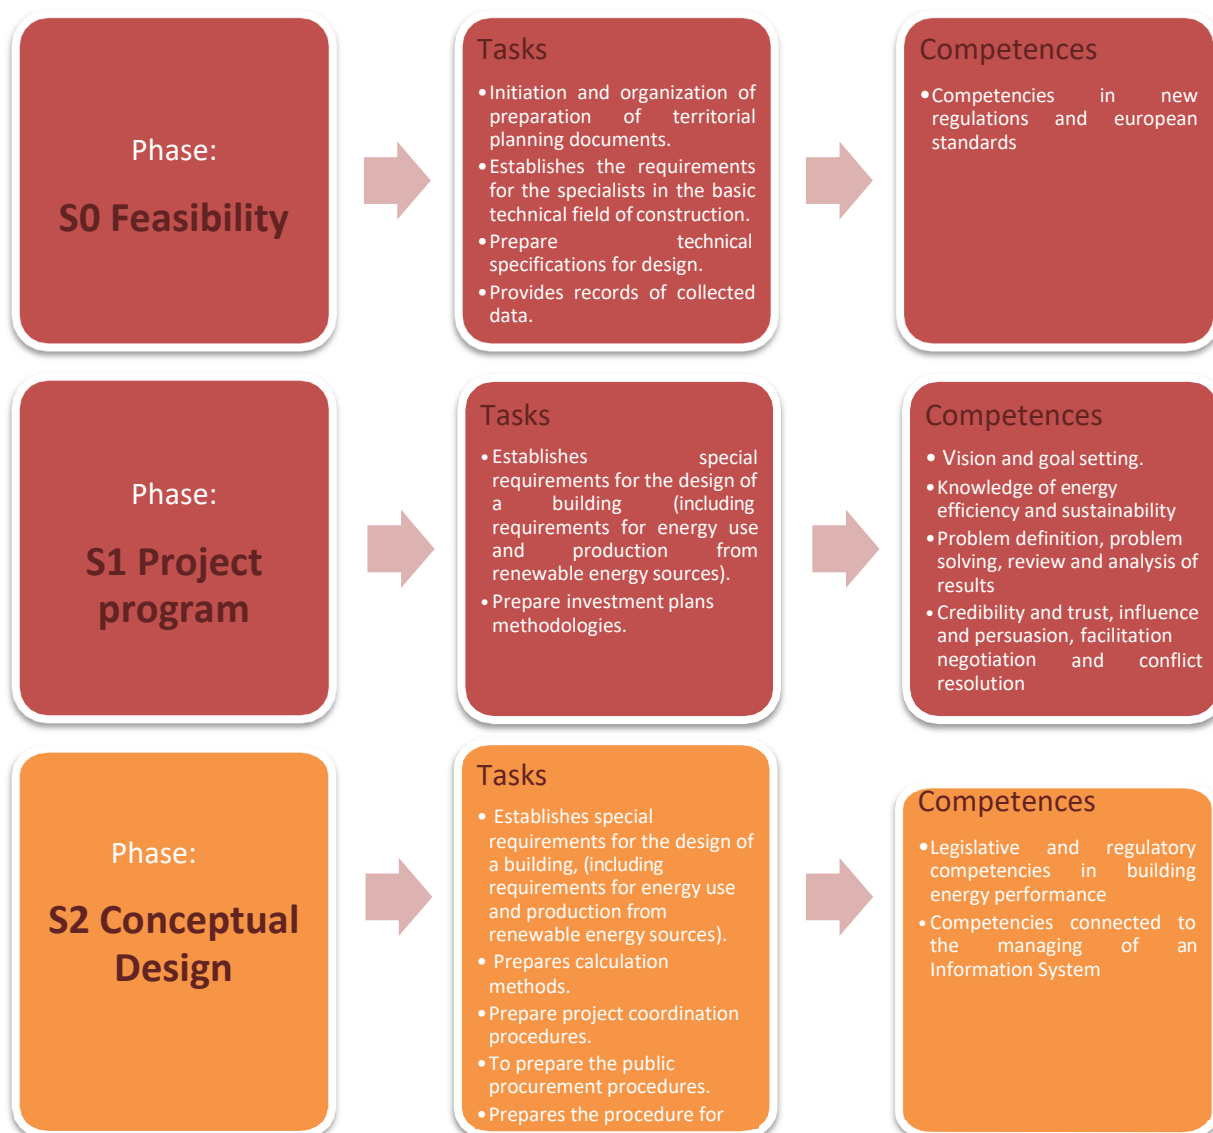 Phase:
S0 Feasibility
Tasks
•Initiation and organization of
preparation of territorial
planning documents.
•Establishes the requirements
for the specialists in the basic
technical field of construction.
•Prepare technical
specifications for design.
•Provides records of collected
data.
Competences
•Competencies in new
regulations and european
standards
Phase:
S1 Project
program
Tasks
•Establishes special
requirements for the design of
a building (including
requirements for energy use
and production from
renewable energy sources).
•Prepare investment plans
methodologies.
Competences
• Vision and goal setting.
•Knowledge of energy
efficiency and sustainability
•Problem definition, problem
solving, review and analysis of
results
•Credibility and trust, influence
and persuasion, facilitation
negotiation and conflict
resolution
Phase:
S2 Conceptual
Design
Tasks
• Establishes special
requirements for the design of
a building, (including
requirements for energy use
and production from
renewable energy sources).
• Prepares calculation
methods.
•Prepare project coordination
procedures.
•To prepare the public
procurement procedures.
•Prepares the procedure for
Competences
•Legislative and regulatory
competencies in building
energy performance
•Competencies connected to
the managing of an
Information System